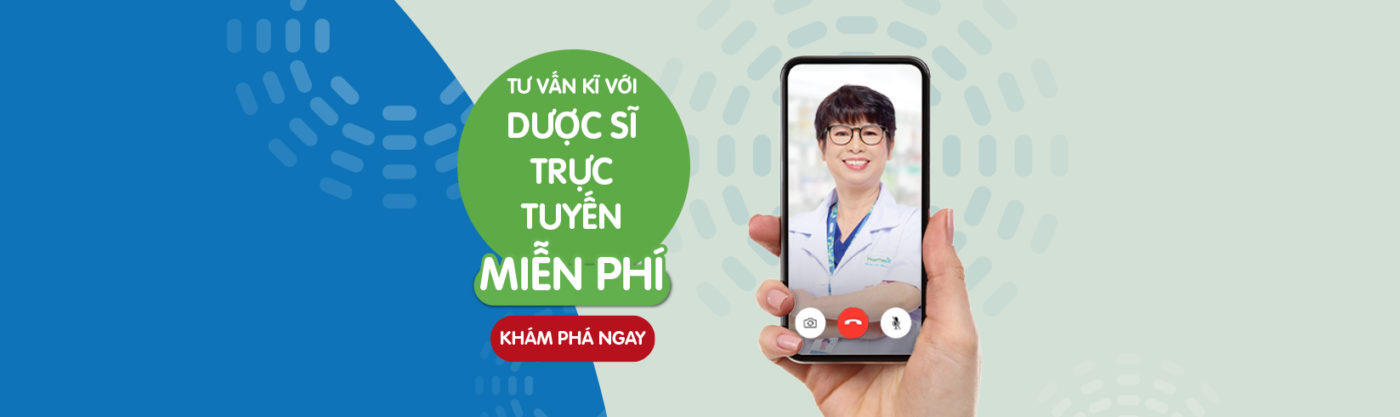 TƯ VẤN KĨ VỚI
DƯỢC SĨ
TRỰC
TUYẾN
MIỄN PHÍ
KHÁM PHÁ NGAY